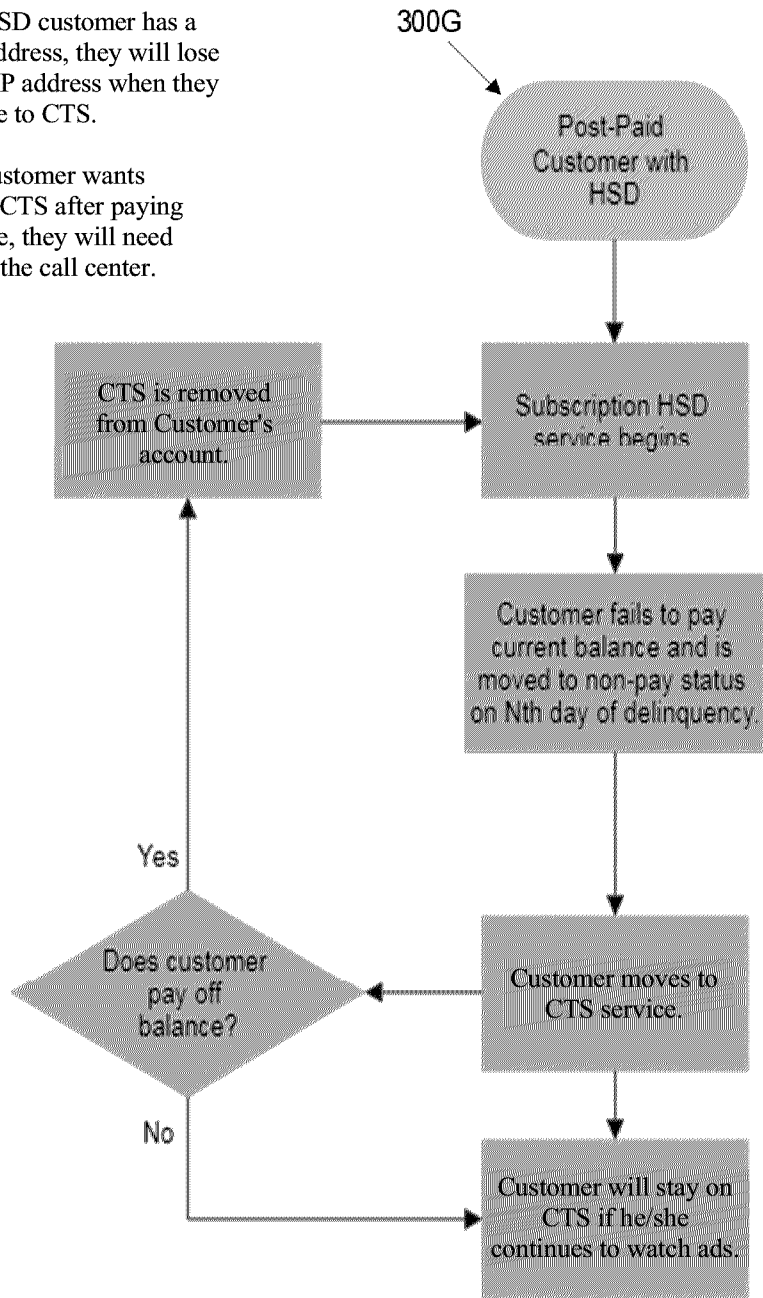 SD customer has a
ddress, they will lose
P address when they
e to CTS.
ustomer wants
CTS after paying
e, they will need
the call center.
300G
Post-Paid
Customer with
HSD
CTS is removed
from Customer's
account.
Subscription HSD
service begins
Customer fails to pay
current balance and is
moved to non-pay status
on Nth day of delinquency.
Yes
Does customer
pay off
balance?
Customer moves to
CTS service.
No
Customer will stay on
CTS if he/she
continues to watch ads.